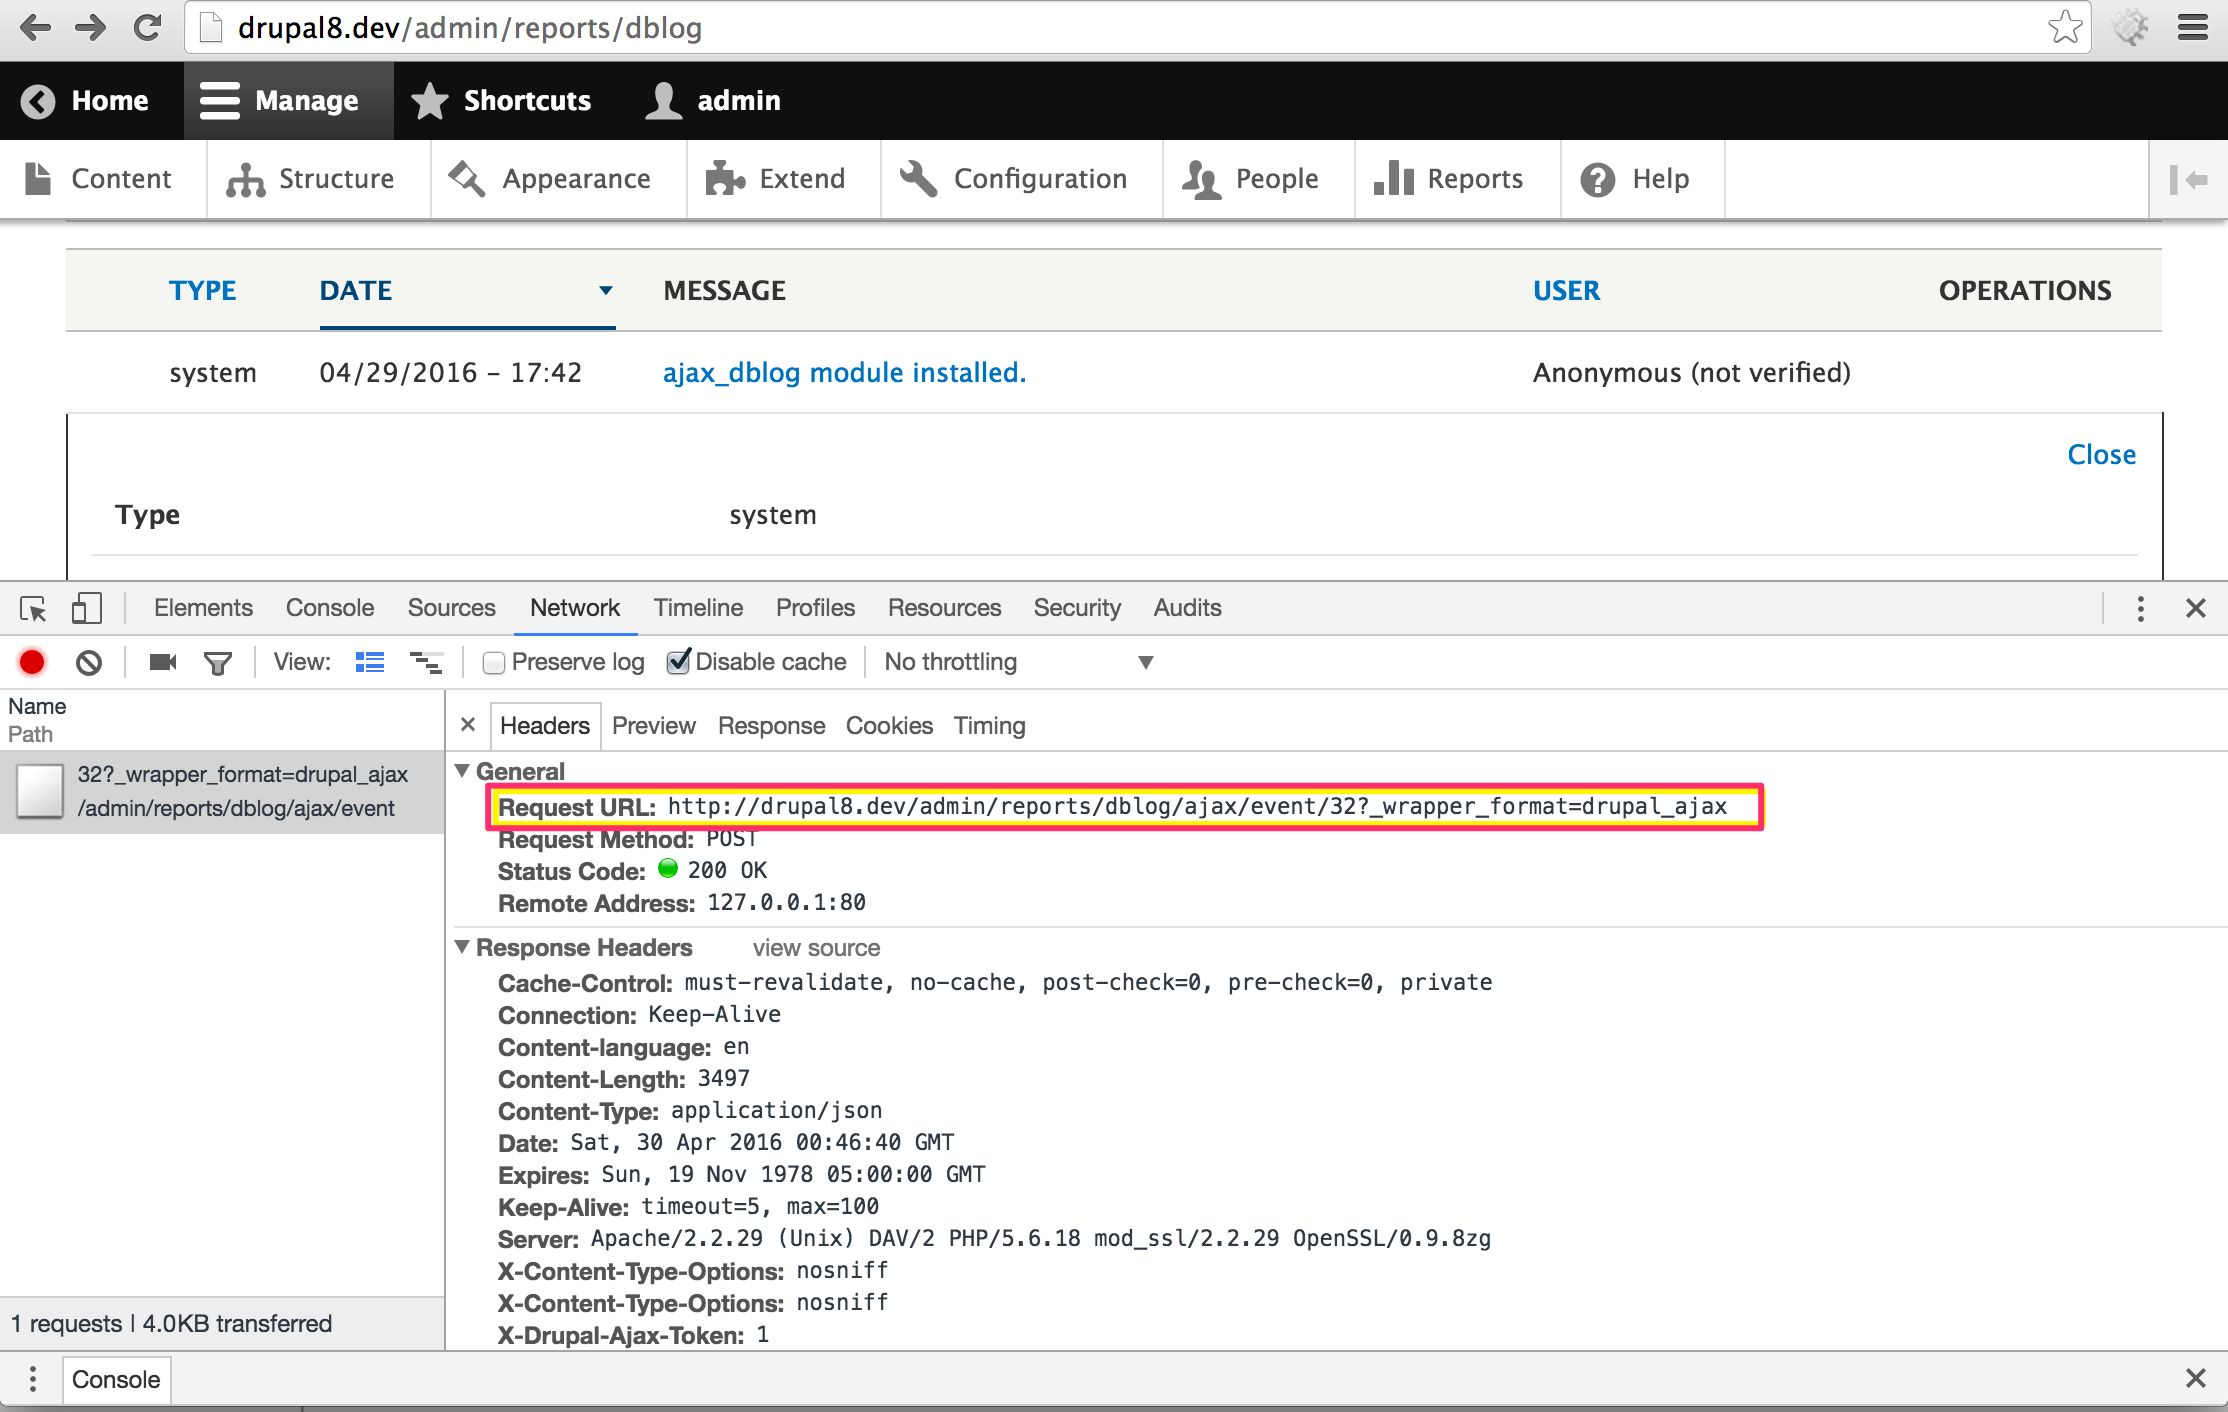 drupal8.dev/admin/reports/dblog
Home Manage Shortcuts admin
Content Structure Appearance Extend Configuration People Reports Help
TYPE DATE MESSAGE USER OPERATIONS
system 04/29/2016 - 17:42 ajax_dblog module installed. Anonymous (not verified)
Close
Type system
Elements Console Sources Network Timeline Profiles Resources Security Audits
View: Preserve log Disable cache No throttling
Name
Path
32?_wrapper_format=drupal_ajax
/admin/reports/dblog/ajax/event
1 requests | 4.0KB transferred
Headers Preview Response Cookies Timing
General
Request URL: http://drupal8.dev/admin/reports/dblog/ajax/event/32?_wrapper_format=drupal_ajax
Request Method: POST
Status Code: 200 OK
Remote Address: 127.0.0.1:80
Response Headers view source
Cache-Control: must-revalidate, no-cache, post-check=0, pre-check=0, private
Connection: Keep-Alive
Content-language: en
Content-Length: 3497
Content-Type: application/json
Date: Sat, 30 Apr 2016 00:46:40 GMT
Expires: Sun, 19 Nov 1978 05:00:00 GMT
Keep-Alive: timeout=5, max=100
Server: Apache/2.2.29 (Unix) DAV/2 PHP/5.6.18 mod_ssl/2.2.29 OpenSSL/0.9.8zg
X-Content-Type-Options: nosniff
X-Content-Type-Options: nosniff
X-Drupal-Ajax-Token: 1
Console